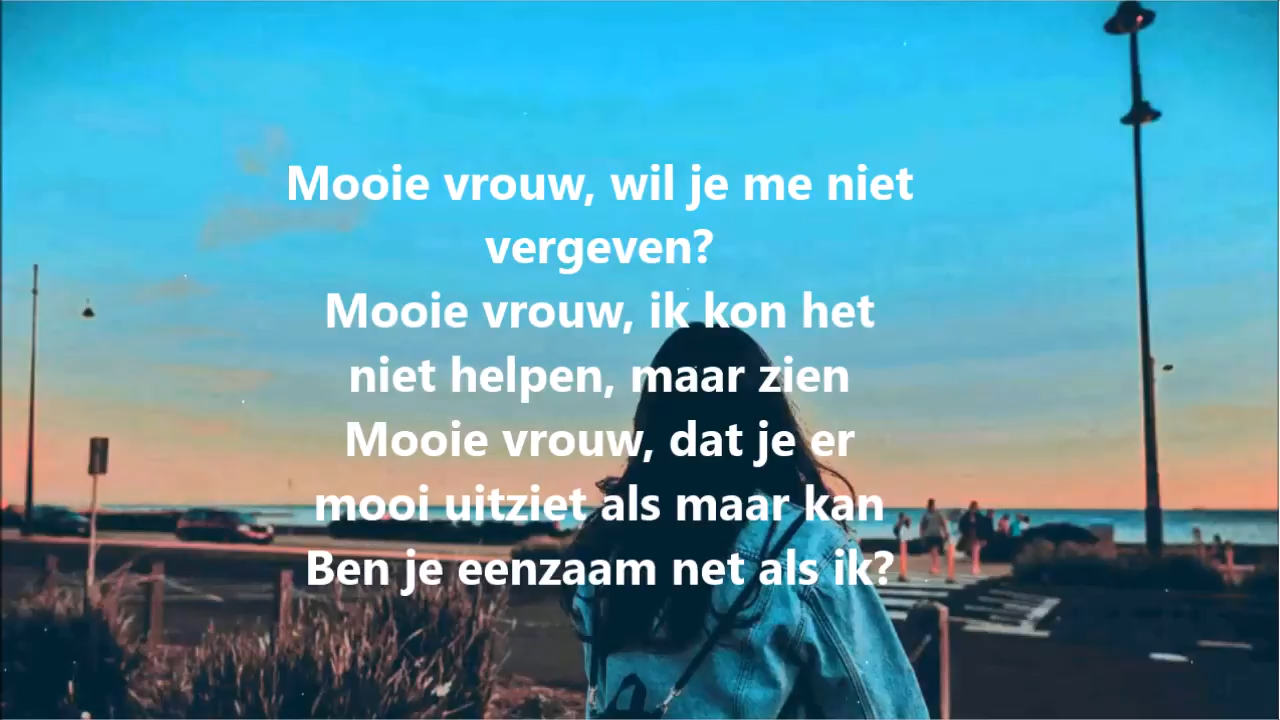 Mooie vrouw, wil je me niet
vergeven?
Mooie vrouw, ik kon het
niet helpen, maar zien
Mooie vrouw, dat je er
mooi uitziet als maar kan
Ben je eenzaam net als ik?